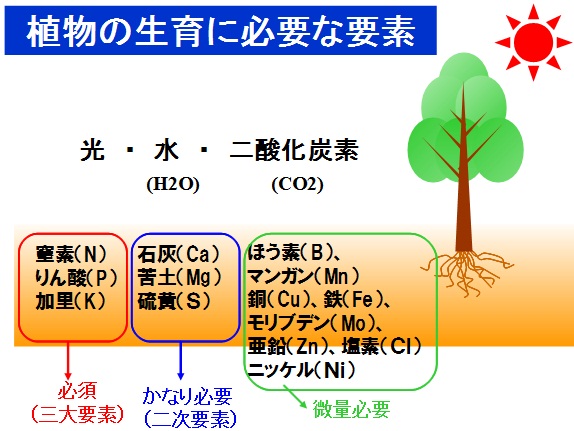 植物の生育に必要な要素
光 ・ 水 ・ 二酸化炭素
(H2O) (CO2)
窒素(N)
りん酸(P)
加里(K)
石灰(Ca)
苦土(Mg)
硫黄(S)
ほう素(B)、
マンガン(Mn)
銅(Cu)、鉄(Fe)、
モリブデン(Mo)、
亜鉛(Zn)、塩素(Cl)
ニッケル(Ni)
必須
(三大要素)
かなり必要
(二次要素)
微量必要